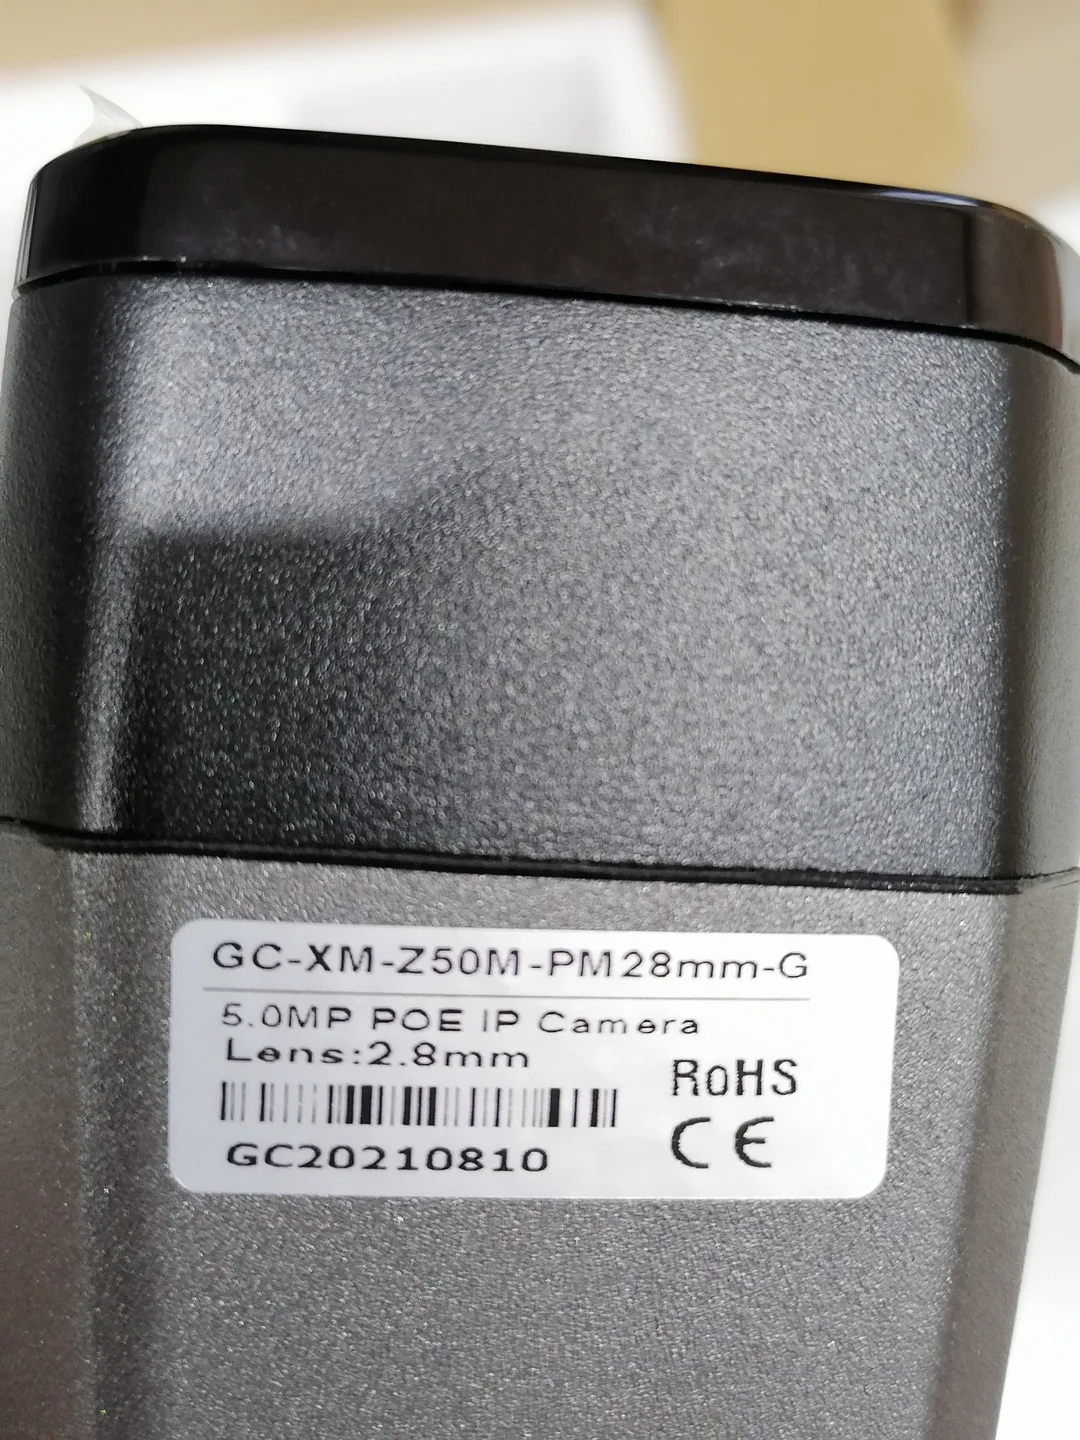 GC-XM-Z50M-PM28mm-G
5.0MP POE IP Camera
Lens:2.8mm
RoHS
CE
GC20210810